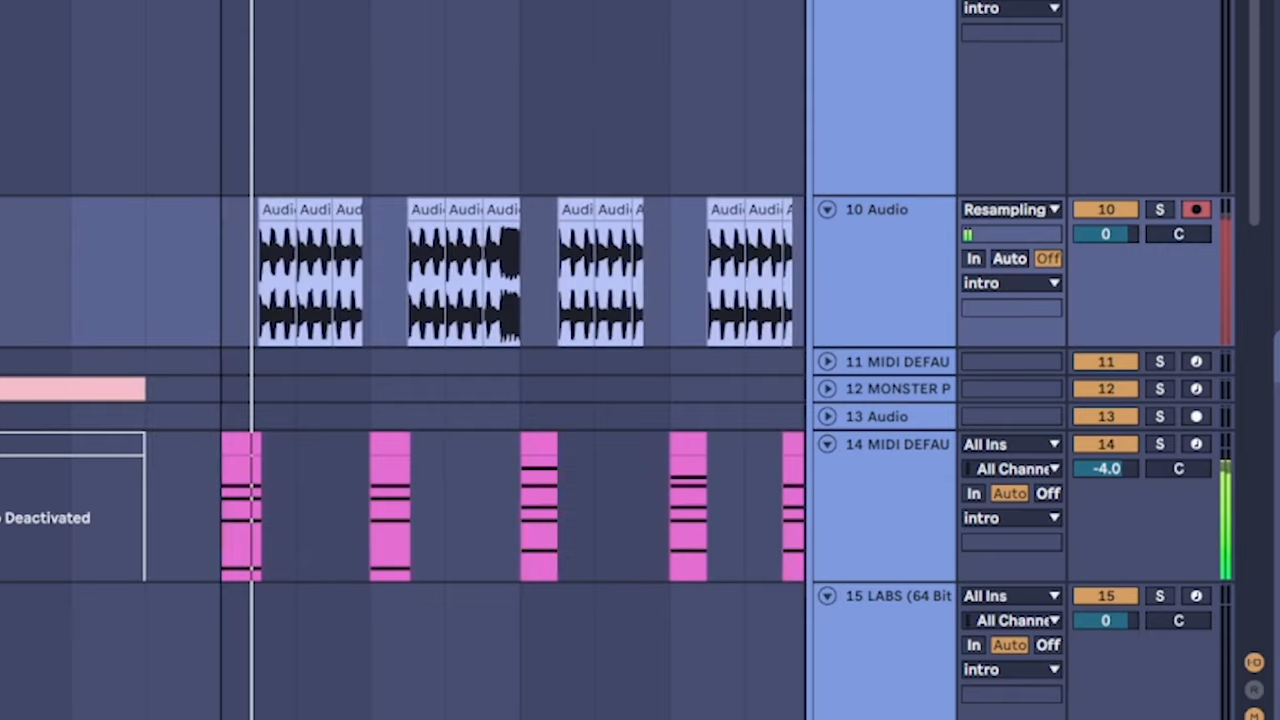 intro
Audi Audi Aud Audi Audi Audi Audi Audi A Audi Audi A
10 Audio Resampling 10 S
0 C
In Auto Off
intro
11 MIDI DEFAU 11 S
12 MONSTER P 12 S
13 Audio 13 S
14 MIDI DEFAU All Ins 14 S
All Channe -4.0 C
In Auto Off
Deactivated intro
15 LABS (64 Bit All Ins 15 S
All Channe 0 C
In Auto Off
I·O
intro
R
M